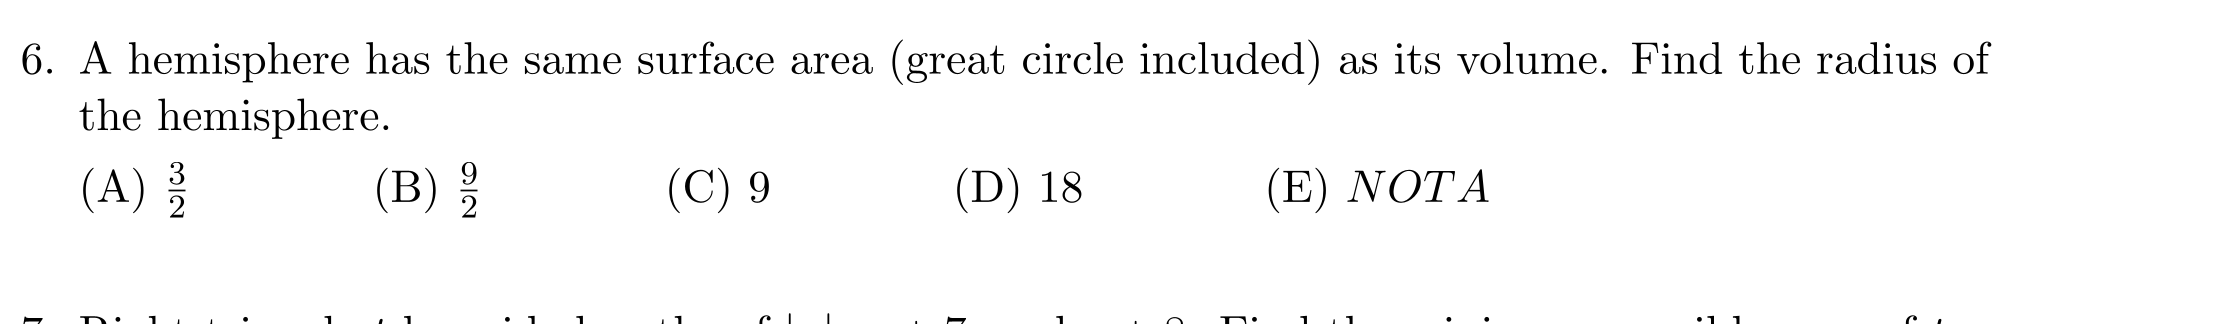 6. A hemisphere has the same surface area (great circle included) as its volume. Find the radius of
the hemisphere.
(A) 3/2 (B) 9/2 (C) 9 (D) 18 (E) NOTA